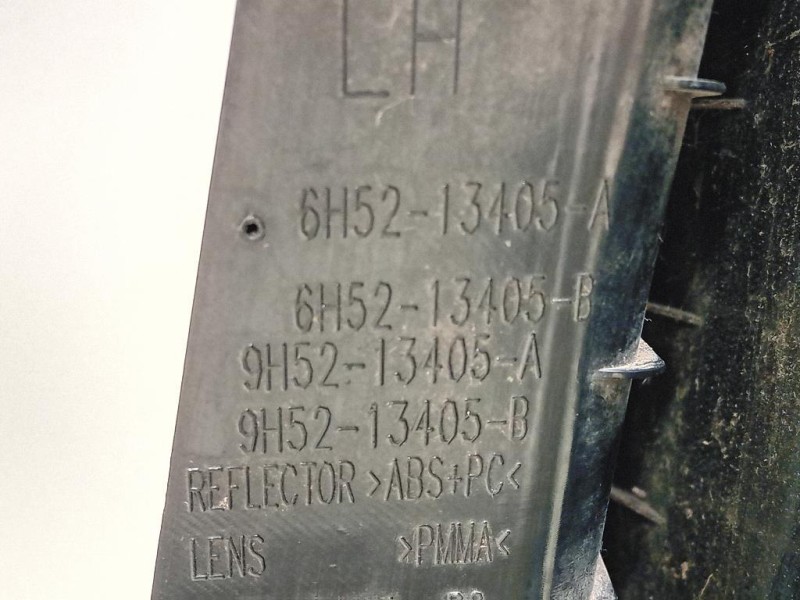 LH
6H52-13405-A
6H52-13405-B
9H52-13405-A
9H52-13405-B
REFLECTOR >ABS+PC<
LENS >PMMA<